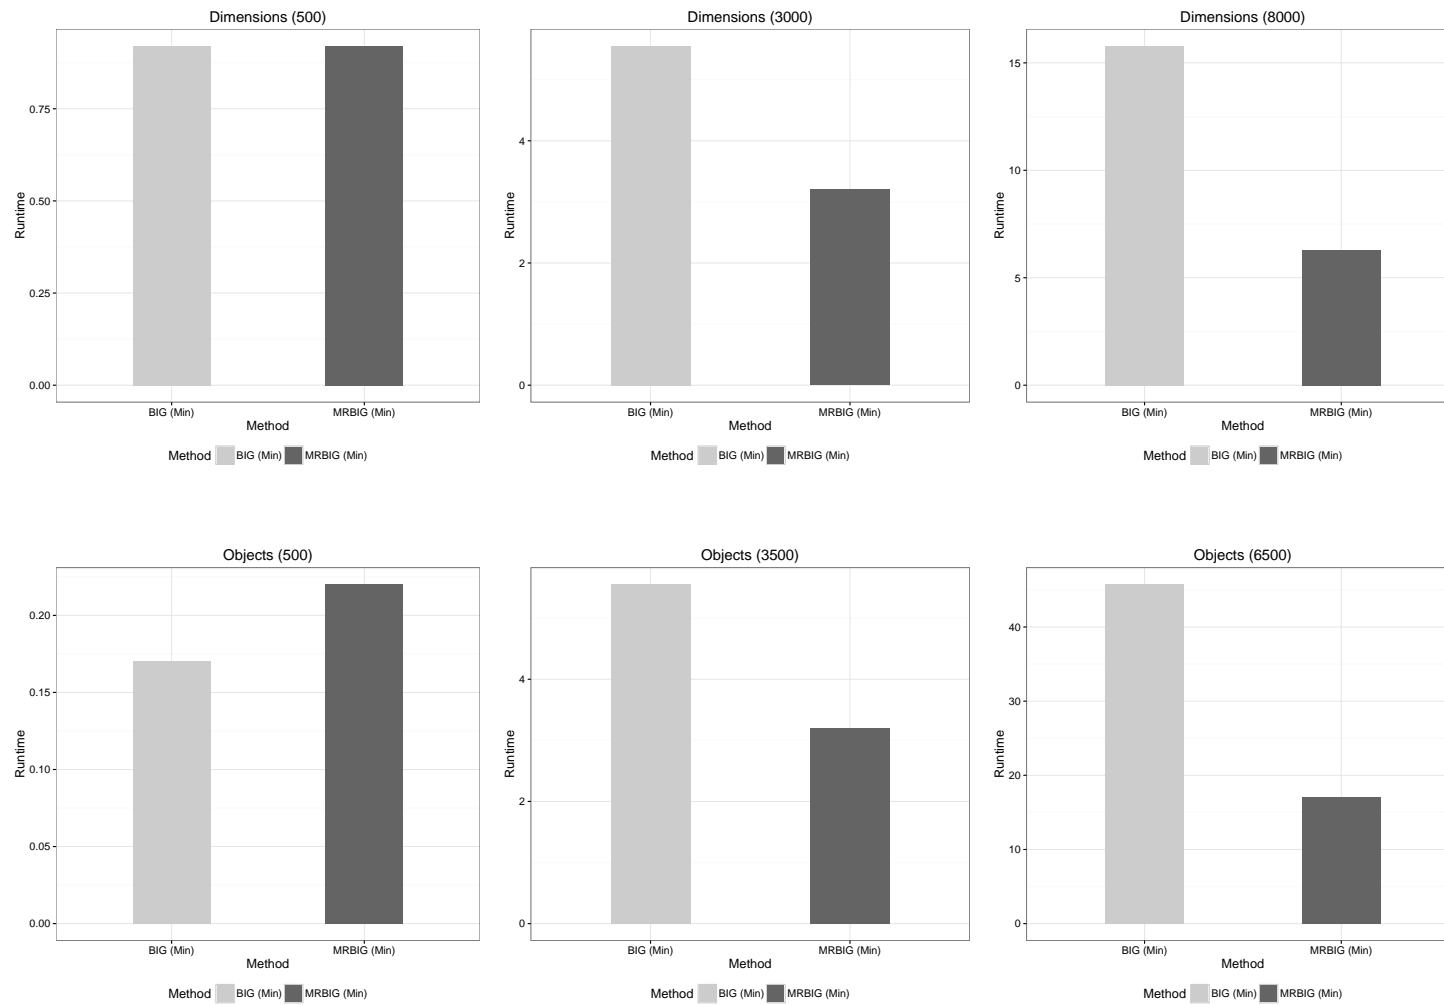 Dimensions (500)
Runtime
0.75
0.50
0.25
0.00
BIG (Min) MRBIG (Min)
Method
Method BIG (Min) MRBIG (Min)
Dimensions (3000)
Runtime
4
2
0
BIG (Min) MRBIG (Min)
Method
Method BIG (Min) MRBIG (Min)
Dimensions (8000)
Runtime
15
10
5
0
BIG (Min) MRBIG (Min)
Method
Method BIG (Min) MRBIG (Min)
Objects (500)
Runtime
0.20
0.15
0.10
0.05
0.00
BIG (Min) MRBIG (Min)
Method
Method BIG (Min) MRBIG (Min)
Objects (3500)
Runtime
4
2
0
BIG (Min) MRBIG (Min)
Method
Method BIG (Min) MRBIG (Min)
Objects (6500)
Runtime
40
30
20
10
0
BIG (Min) MRBIG (Min)
Method
Method BIG (Min) MRBIG (Min)